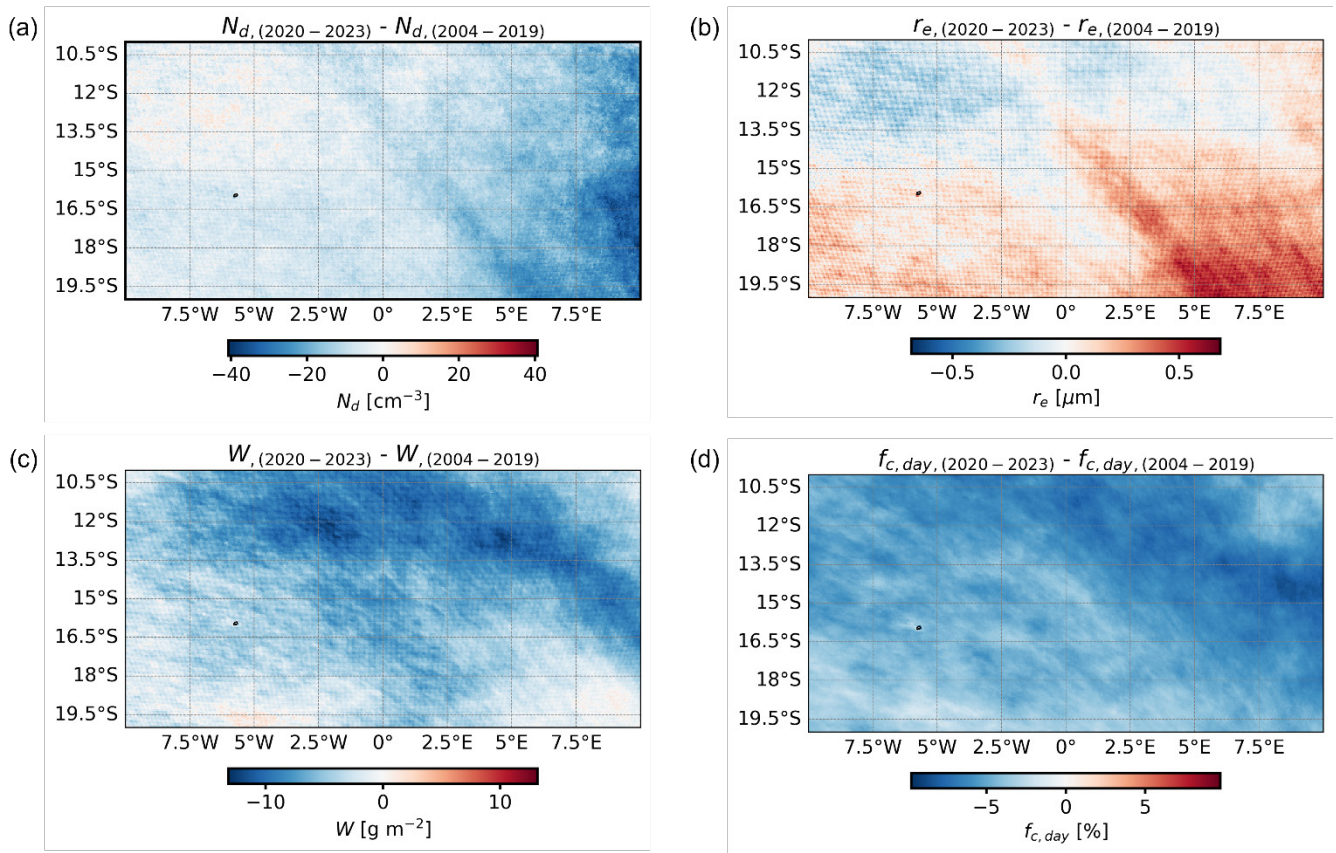 (a)
N_d, (2020 − 2023) - N_d, (2004 − 2019)
10.5°S
12°S
13.5°S
15°S
16.5°S
18°S
19.5°S
7.5°W 5°W 2.5°W 0° 2.5°E 5°E 7.5°E
−40 −20 0 20 40
N_d [cm⁻³]
(b)
r_e, (2020 − 2023) - r_e, (2004 − 2019)
10.5°S
12°S
13.5°S
15°S
16.5°S
18°S
19.5°S
7.5°W 5°W 2.5°W 0° 2.5°E 5°E 7.5°E
−0.5 0.0 0.5
r_e [μm]
(c)
W, (2020 − 2023) - W, (2004 − 2019)
10.5°S
12°S
13.5°S
15°S
16.5°S
18°S
19.5°S
7.5°W 5°W 2.5°W 0° 2.5°E 5°E 7.5°E
−10 0 10
W [g m⁻²]
(d)
f_c, day, (2020 − 2023) - f_c, day, (2004 − 2019)
10.5°S
12°S
13.5°S
15°S
16.5°S
18°S
19.5°S
7.5°W 5°W 2.5°W 0° 2.5°E 5°E 7.5°E
−5 0 5
f_c, day [%]